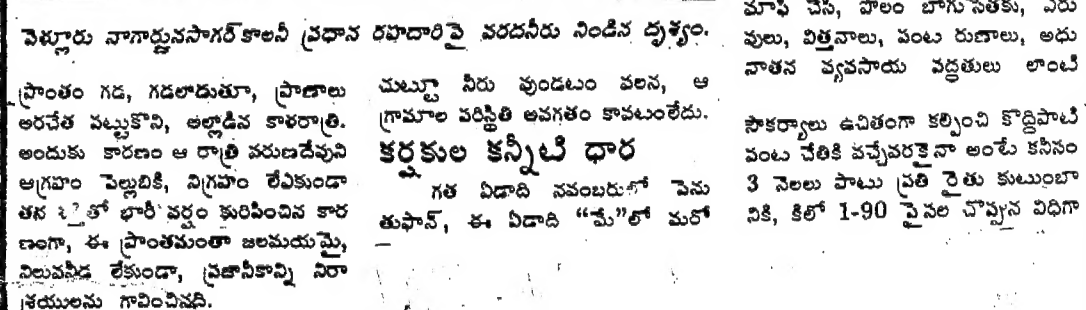 వెళ్లూరు నాగార్జునసాగర్ కాలనీ ప్రధాన రహదారిపై వరదనీరు నిండిన దృశ్యం.
ప్రాంతం గడ, గడలాడుతూ, ప్రాణాలు
అరచేత పట్టుకొని, అల్లాడిన కాళరాత్రి.
అందుకు కారణం ఆ రాత్రి వరుణదేవుని
ఆగ్రహం పెల్లుబికి, నిగ్రహం లేఏకుండా
తన తో భారీ వర్షం కురిపించిన కార
ణంగా, ఈ ప్రాంతమంతా జలమయమై,
నిలువనీడ లేకుండా, ప్రజానీకాన్ని నిరా
శ్రయులను గావించినది.
చుట్టూ నీరు వుండటం వలన, ఆ
గ్రామాల పరిస్థితి అవగతం కావటంలేదు.
కర్షకుల కన్నీటి ధార
గత ఏడాది నవంబరులో పెను
తుఫాన్, ఈ ఏడాది “మే”లో మరో
మాఫీ చేసి, పొలం బాగు సేతకు, ఎరు
వులు, విత్తనాలు, పంట రుణాలు, అధు
నాతన వ్యవసాయ పద్ధతులు లాంటి
సౌకర్యాలు ఉచితంగా కల్పించి కొద్దిపాటి
పంట చేతికి వచ్చేవరకైనా అంటే కనీసం
3 నెలలు పాటు ప్రతి రైతు కుటుంబా
నికి, కిలో 1-90 పైసల చొప్పున విధిగా